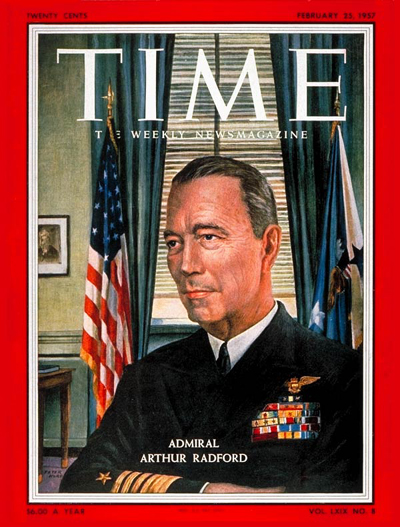 TWENTY CENTS
FEBRUARY 25, 1957
TIME
THE WEEKLY NEWSMAGAZINE
ADMIRAL
ARTHUR RADFORD
$6.00 A YEAR
VOL. LXIX NO. 8